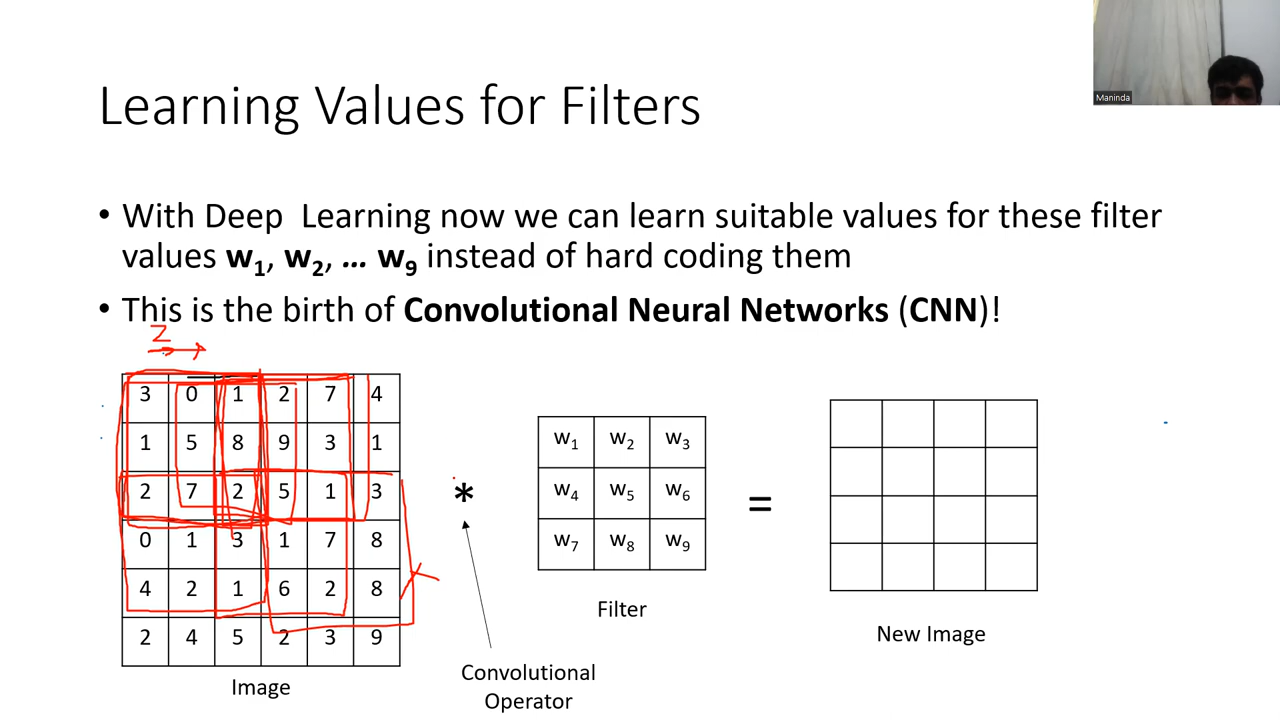 Maninda
Learning Values for Filters
• With Deep Learning now we can learn suitable values for these filter
values w₁, w₂, ... w₉ instead of hard coding them
• This is the birth of Convolutional Neural Networks (CNN)!
2
3 0 1 2 7 4
1 5 8 9 3 1
2 7 2 5 1 3
0 1 3 1 7 8
4 2 1 6 2 8
2 4 5 2 3 9
Image
*
Convolutional
Operator
w₁ w₂ w₃
w₄ w₅ w₆
w₇ w₈ w₉
Filter
=
New Image